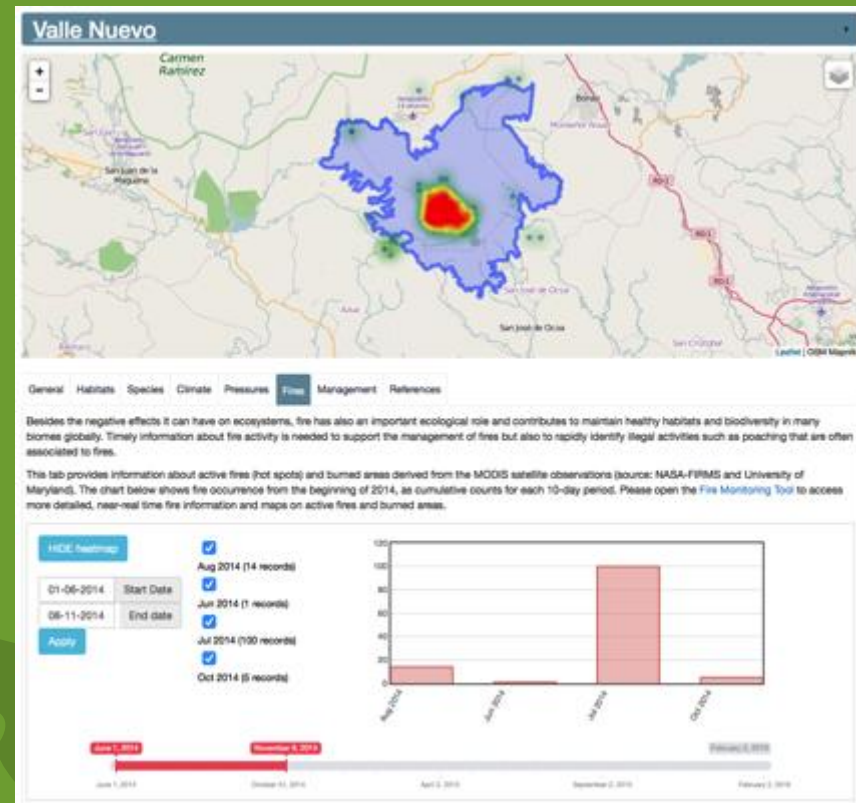 Valle Nuevo
+
-
Carmen
Ramirez
San Juan de la
Maguana
Bonao
RD-1
Azua
RD-1
San José de Ocoa
San José de Ocoa
San Cristobal
Leaflet | OSM Mapnik
General Habitats Species Climate Pressures Fires Management References
Besides the negative effects it can have on ecosystems, fire has also an important ecological role and contributes to maintain healthy habitats and biodiversity in many
biomes globally. Timely information about fire activity is needed to support the management of fires but also to rapidly identify illegal activities such as poaching that are often
associated to fires.
This tab provides information about active fires (hot spots) and burned areas derived from the MODIS satellite observations (source: NASA-FIRMS and University of
Maryland). The chart below shows fire occurrence from the beginning of 2014, as cumulative counts for each 10-day period. Please open the Fire Monitoring Tool to access
more detailed, near-real time fire information and maps on active fires and burned areas.
HIDE heatmap
01-06-2014 Start Date
08-11-2014 End date
Apply
Aug 2014 (14 records)
Jun 2014 (1 records)
Jul 2014 (100 records)
Oct 2014 (5 records)
120
100
80
60
40
20
0
Aug 2014
Jun 2014
Jul 2014
Oct 2014
June 1, 2014
November 8, 2014
June 1, 2014